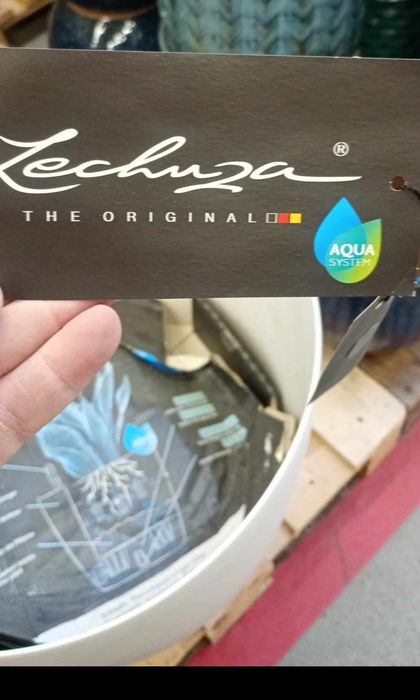 Lechuza®
THE ORIGINAL
AQUA
SYSTEM